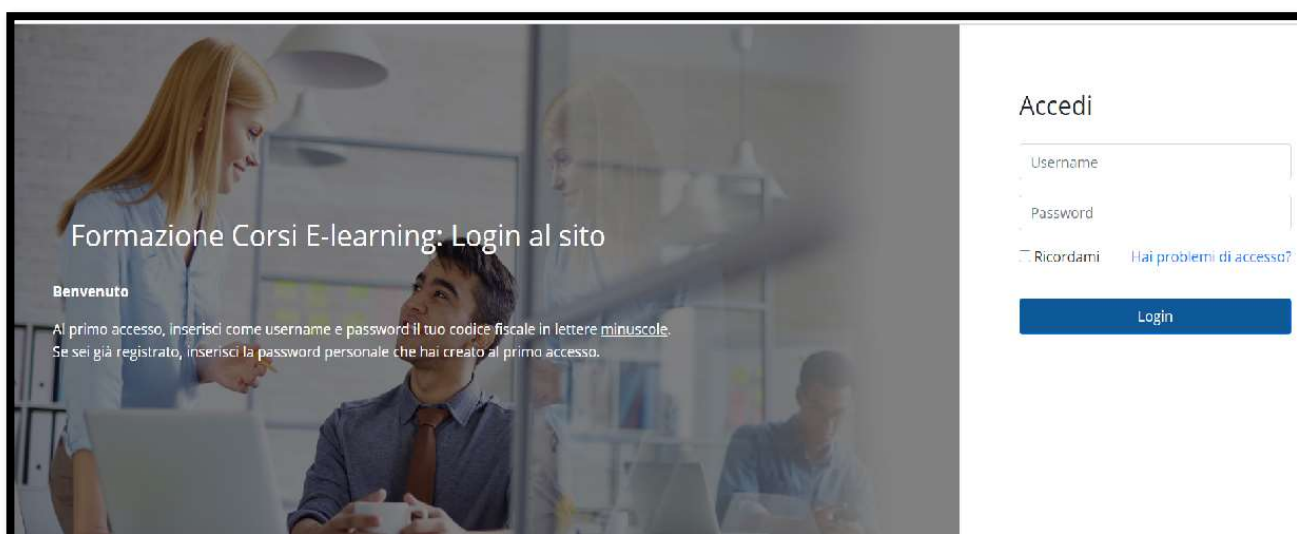 Formazione Corsi E-learning: Login al sito
Benvenuto
Al primo accesso, inserisci come username e password il tuo codice fiscale in lettere minuscole.
Se sei già registrato, inserisci la password personale che hai creato al primo accesso.
Accedi
Username
Password
Ricordami Hai problemi di accesso?
Login